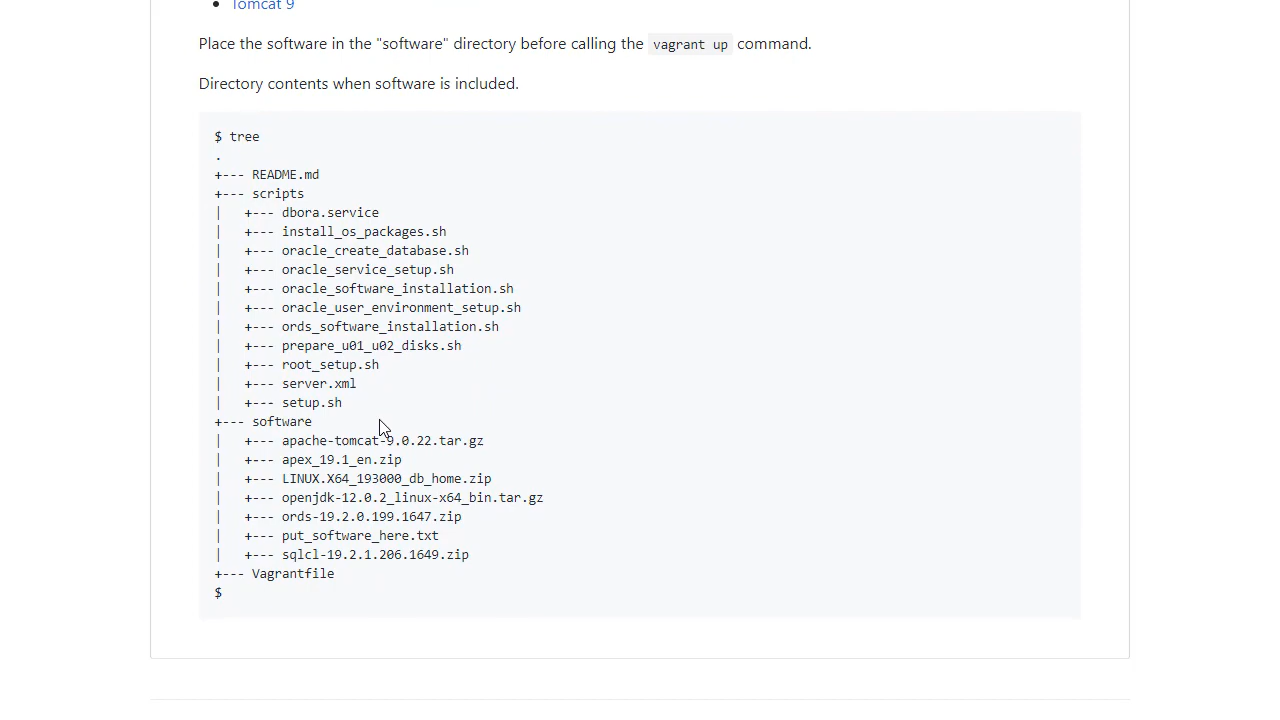 Tomcat 9
Place the software in the "software" directory before calling the vagrant up command.
Directory contents when software is included.
$ tree
.
+--- README.md
+--- scripts
|   +--- dbora.service
|   +--- install_os_packages.sh
|   +--- oracle_create_database.sh
|   +--- oracle_service_setup.sh
|   +--- oracle_software_installation.sh
|   +--- oracle_user_environment_setup.sh
|   +--- ords_software_installation.sh
|   +--- prepare_u01_u02_disks.sh
|   +--- root_setup.sh
|   +--- server.xml
|   +--- setup.sh
+--- software
|   +--- apache-tomcat-9.0.22.tar.gz
|   +--- apex_19.1_en.zip
|   +--- LINUX.X64_193000_db_home.zip
|   +--- openjdk-12.0.2_linux-x64_bin.tar.gz
|   +--- ords-19.2.0.199.1647.zip
|   +--- put_software_here.txt
|   +--- sqlcl-19.2.1.206.1649.zip
+--- Vagrantfile
$